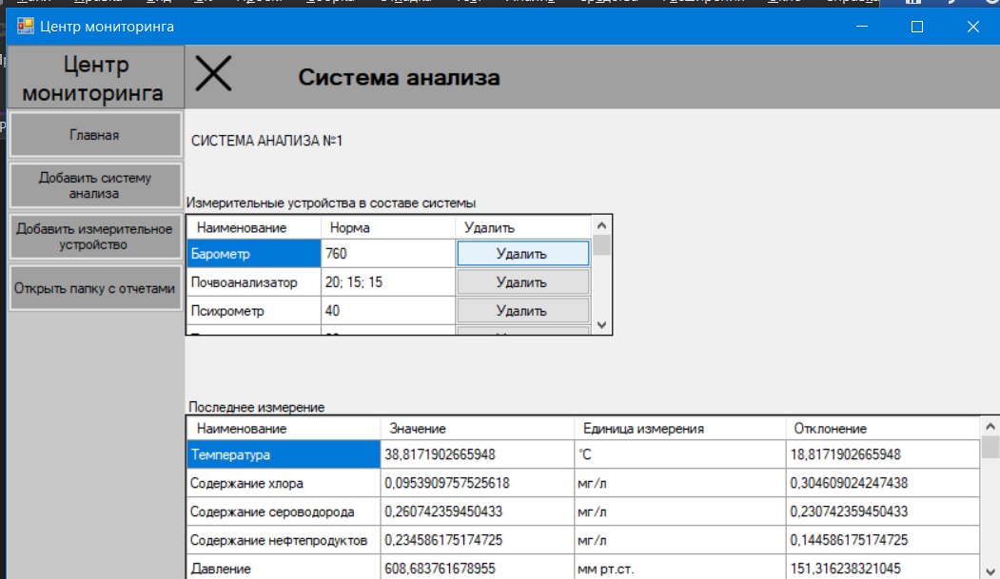 Центр мониторинга
Центр
мониторинга
Система анализа
Главная
Добавить систему
анализа
Добавить измерительное
устройство
Открыть папку с отчетами
СИСТЕМА АНАЛИЗА №1
Измерительные устройства в составе системы
Наименование Норма Удалить
Барометр 760 Удалить
Почвоанализатор 20; 15; 15 Удалить
Психрометр 40 Удалить
Последнее измерение
Наименование Значение Единица измерения Отклонение
Температура 38,8171902665948 °C 18,8171902665948
Содержание хлора 0,0953909757525618 мг/л 0,304609024247438
Содержание сероводорода 0,260742359450433 мг/л 0,230742359450433
Содержание нефтепродуктов 0,234586175174725 мг/л 0,144586175174725
Давление 608,683761678955 мм рт.ст. 151,316238321045